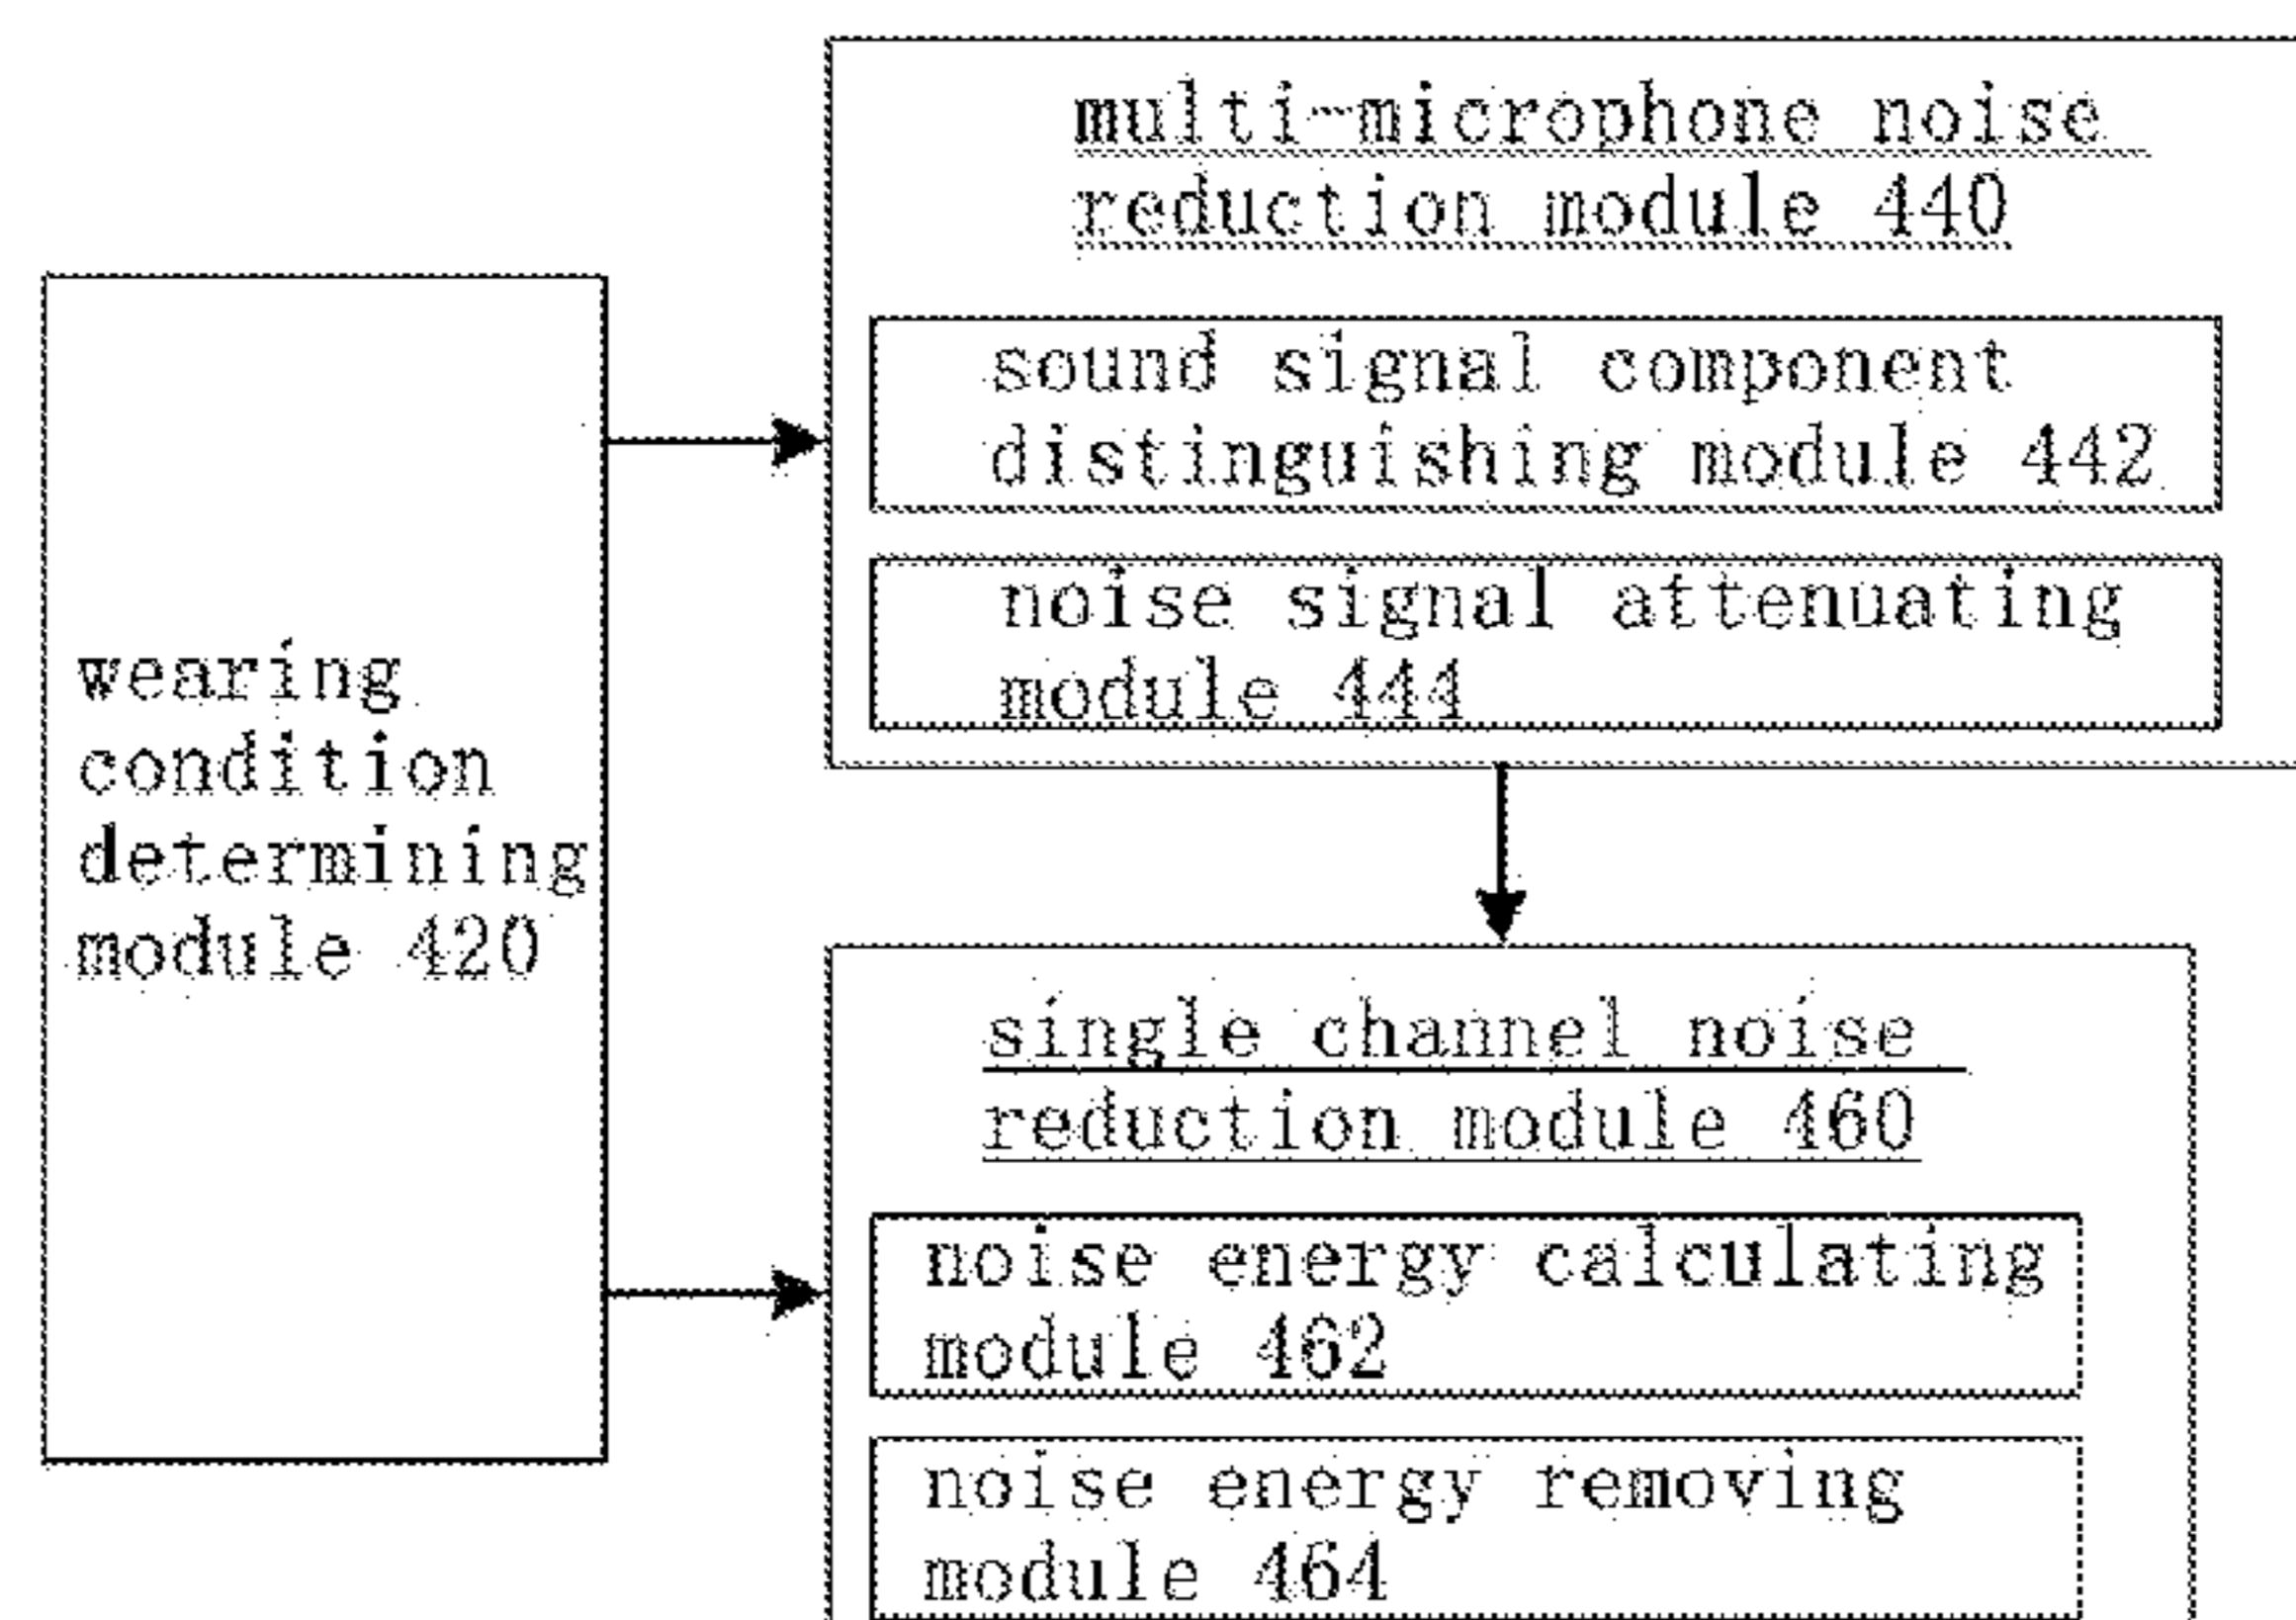 multi-microphone noise
reduction module 440
sound signal component
distinguishing module 442
noise signal attenuating
module 444
wearing
condition
determining
module 420
single channel noise
reduction module 460
noise energy calculating
module 462
noise energy removing
module 464